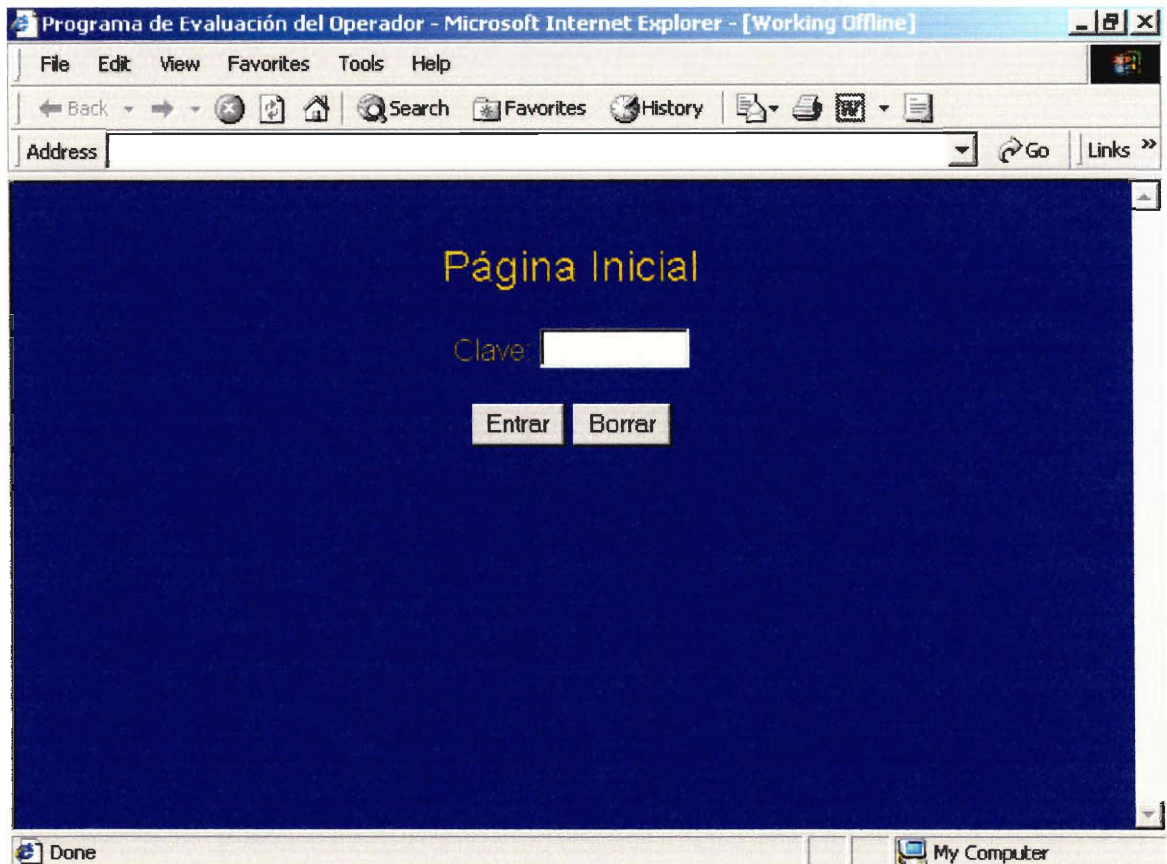 Programa de Evaluación del Operador - Microsoft Internet Explorer - [Working Offline]
File Edit View Favorites Tools Help
Back Search Favorites History
Address Go Links »
Página Inicial
Clave:
Entrar Borrar
Done My Computer